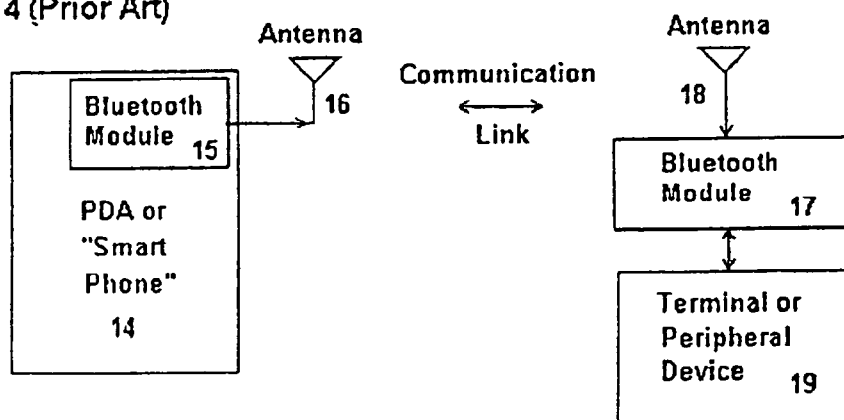 4 (Prior Art)
Antenna
16
Bluetooth
Module
15
PDA or
"Smart
Phone"
14
Communication
Link
Antenna
18
Bluetooth
Module
17
Terminal or
Peripheral
Device
19